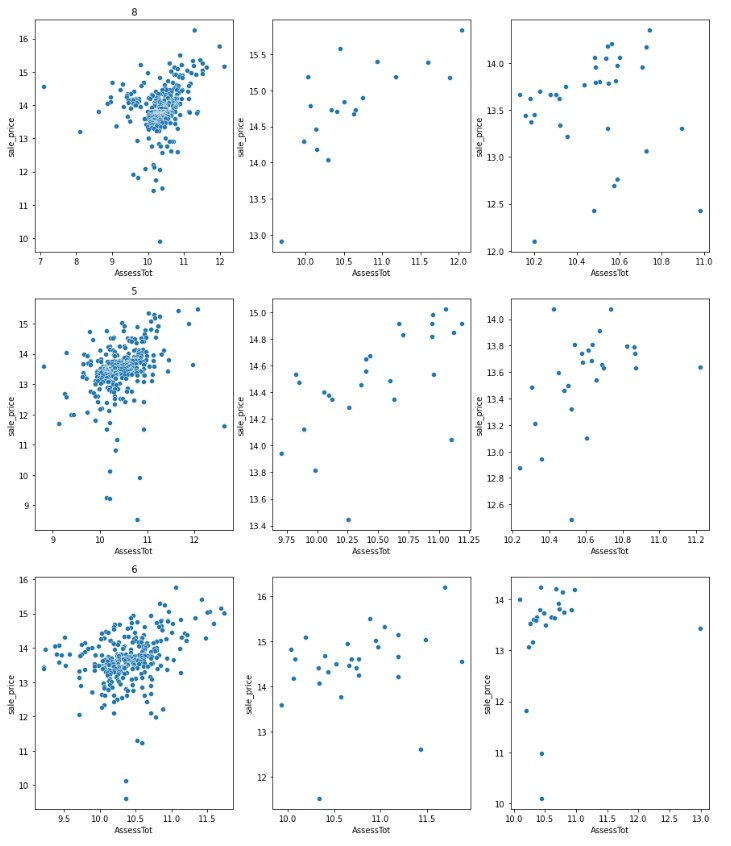 8
16
15
14
13
12
11
10
sale_price
7 8 9 10 11 12
AssessTot
15.5
15.0
14.5
14.0
13.5
13.0
sale_price
10.0 10.5 11.0 11.5 12.0
AssessTot
14.0
13.5
13.0
12.5
12.0
sale_price
10.2 10.4 10.6 10.8 11.0
AssessTot
5
15
14
13
12
11
10
9
sale_price
9 10 11 12
AssessTot
15.0
14.8
14.6
14.4
14.2
14.0
13.8
13.6
13.4
sale_price
9.75 10.00 10.25 10.50 10.75 11.00 11.25
AssessTot
14.0
13.8
13.6
13.4
13.2
13.0
12.8
12.6
sale_price
10.2 10.4 10.6 10.8 11.0 11.2
AssessTot
6
16
15
14
13
12
11
10
sale_price
9.5 10.0 10.5 11.0 11.5
AssessTot
16
15
14
13
12
sale_price
10.0 10.5 11.0 11.5
AssessTot
14
13
12
11
10
sale_price
10.0 10.5 11.0 11.5 12.0 12.5 13.0
AssessTot